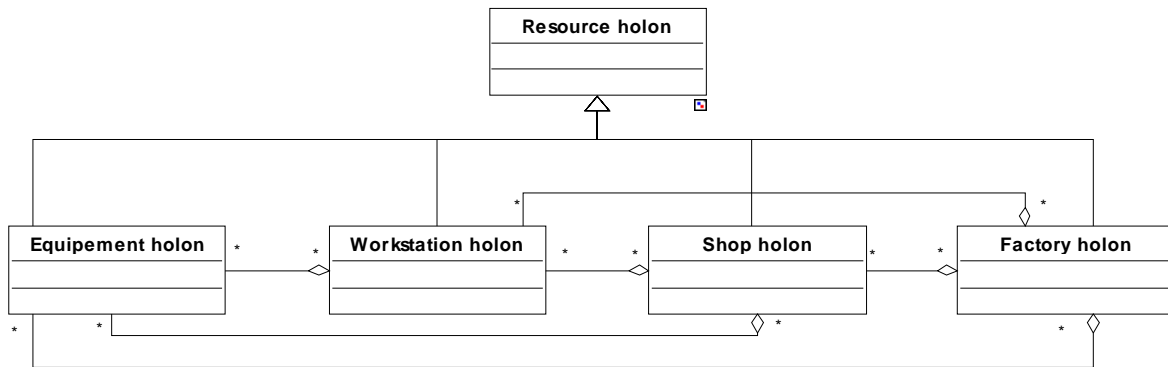 Resource holon
* *
Equipement holon
* *
Workstation holon
* *
Shop holon
* *
Factory holon
* * *
*